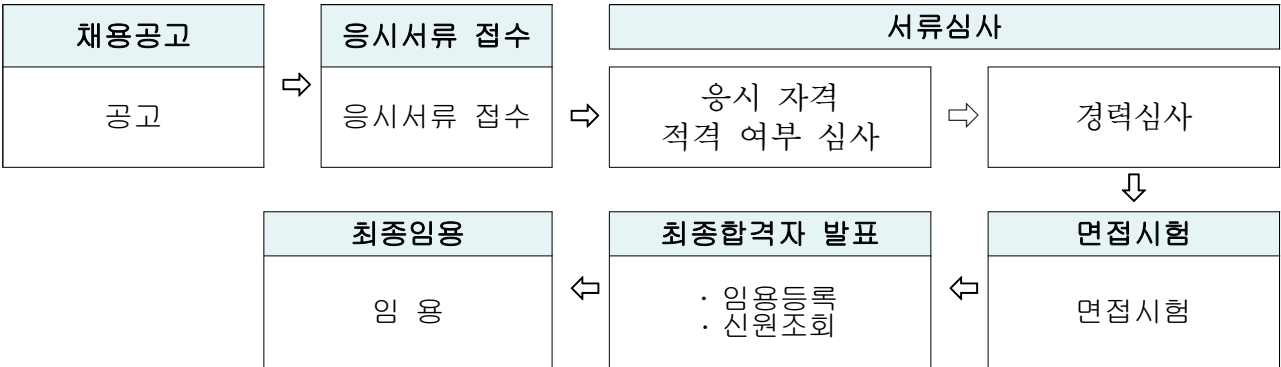 채용공고
공고
응시서류 접수
응시서류 접수
서류심사
응시 자격
적격 여부 심사
경력심사
면접시험
면접시험
최종합격자 발표
· 임용등록
· 신원조회
최종임용
임 용